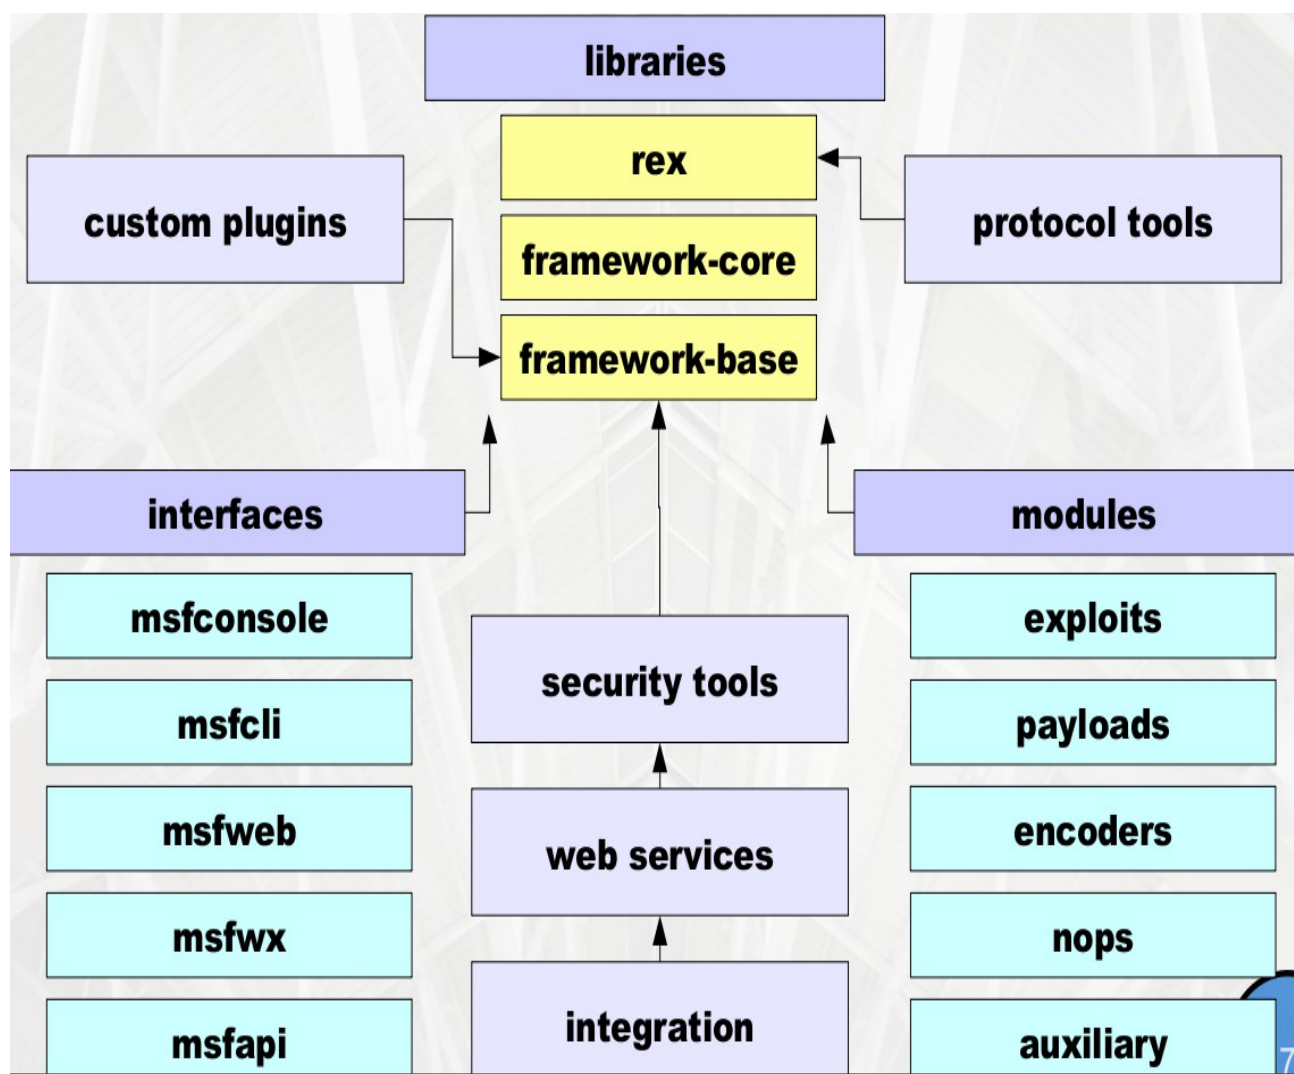 libraries
rex
custom plugins
protocol tools
framework-core
framework-base
interfaces
modules
msfconsole
exploits
security tools
msfcli
payloads
msfweb
encoders
web services
msfwx
nops
integration
msfapi
auxiliary
7